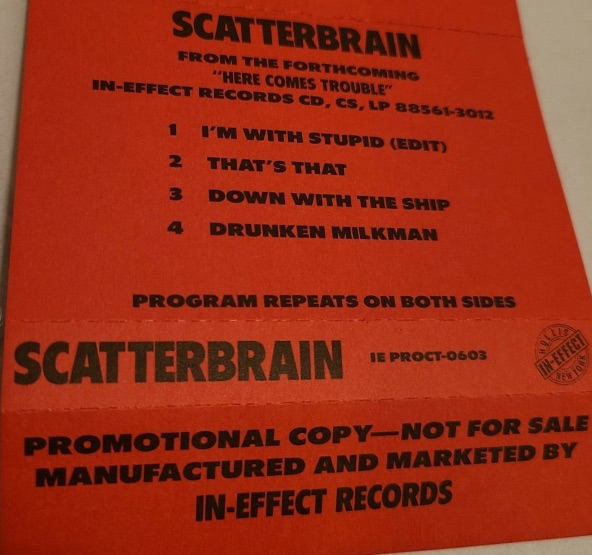 SCATTERBRAIN
FROM THE FORTHCOMING
"HERE COMES TROUBLE"
IN-EFFECT RECORDS CD, CS, LP 88561-3012
1 I'M WITH STUPID (EDIT)
2 THAT'S THAT
3 DOWN WITH THE SHIP
4 DRUNKEN MILKMAN
PROGRAM REPEATS ON BOTH SIDES
SCATTERBRAIN IE PROCT-0603
HOLLIS
IN-EFFECT
NEW YORK
PROMOTIONAL COPY—NOT FOR SALE
MANUFACTURED AND MARKETED BY
IN-EFFECT RECORDS